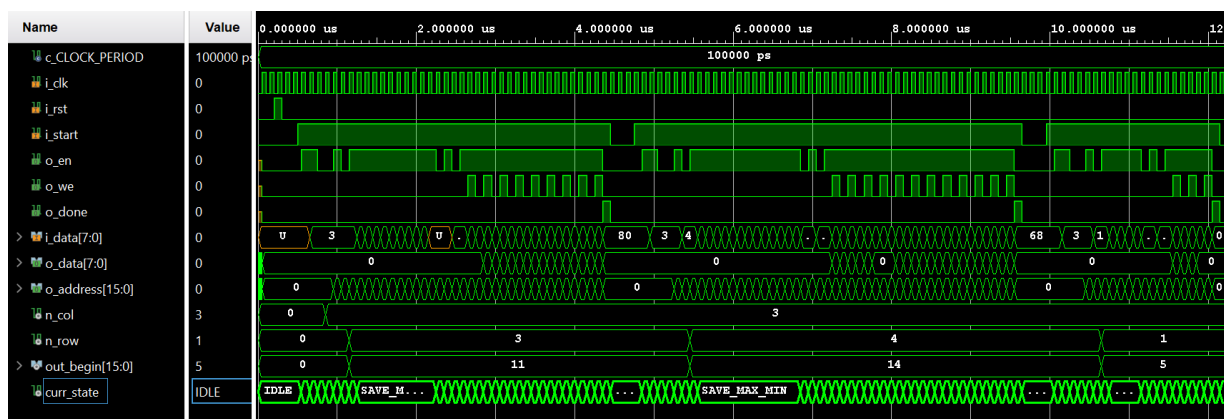 Name Value 0.000000 us 2.000000 us 4.000000 us 6.000000 us 8.000000 us 10.000000 us 12
c_CLOCK_PERIOD 100000 ps 100000 ps
i_clk 0
i_rst 0
i_start 0
o_en 0
o_we 0
o_done 0
i_data[7:0] 0 U 3 U . 80 3 4 . . 68 3 1 . . 0
o_data[7:0] 0 0 0 0 0 0
o_address[15:0] 0 0 0 0 0
n_col 3 0 3
n_row 1 0 3 4 1
out_begin[15:0] 5 0 11 14 5
curr_state IDLE IDLE SAVE_M... ... SAVE_MAX_MIN ... ...